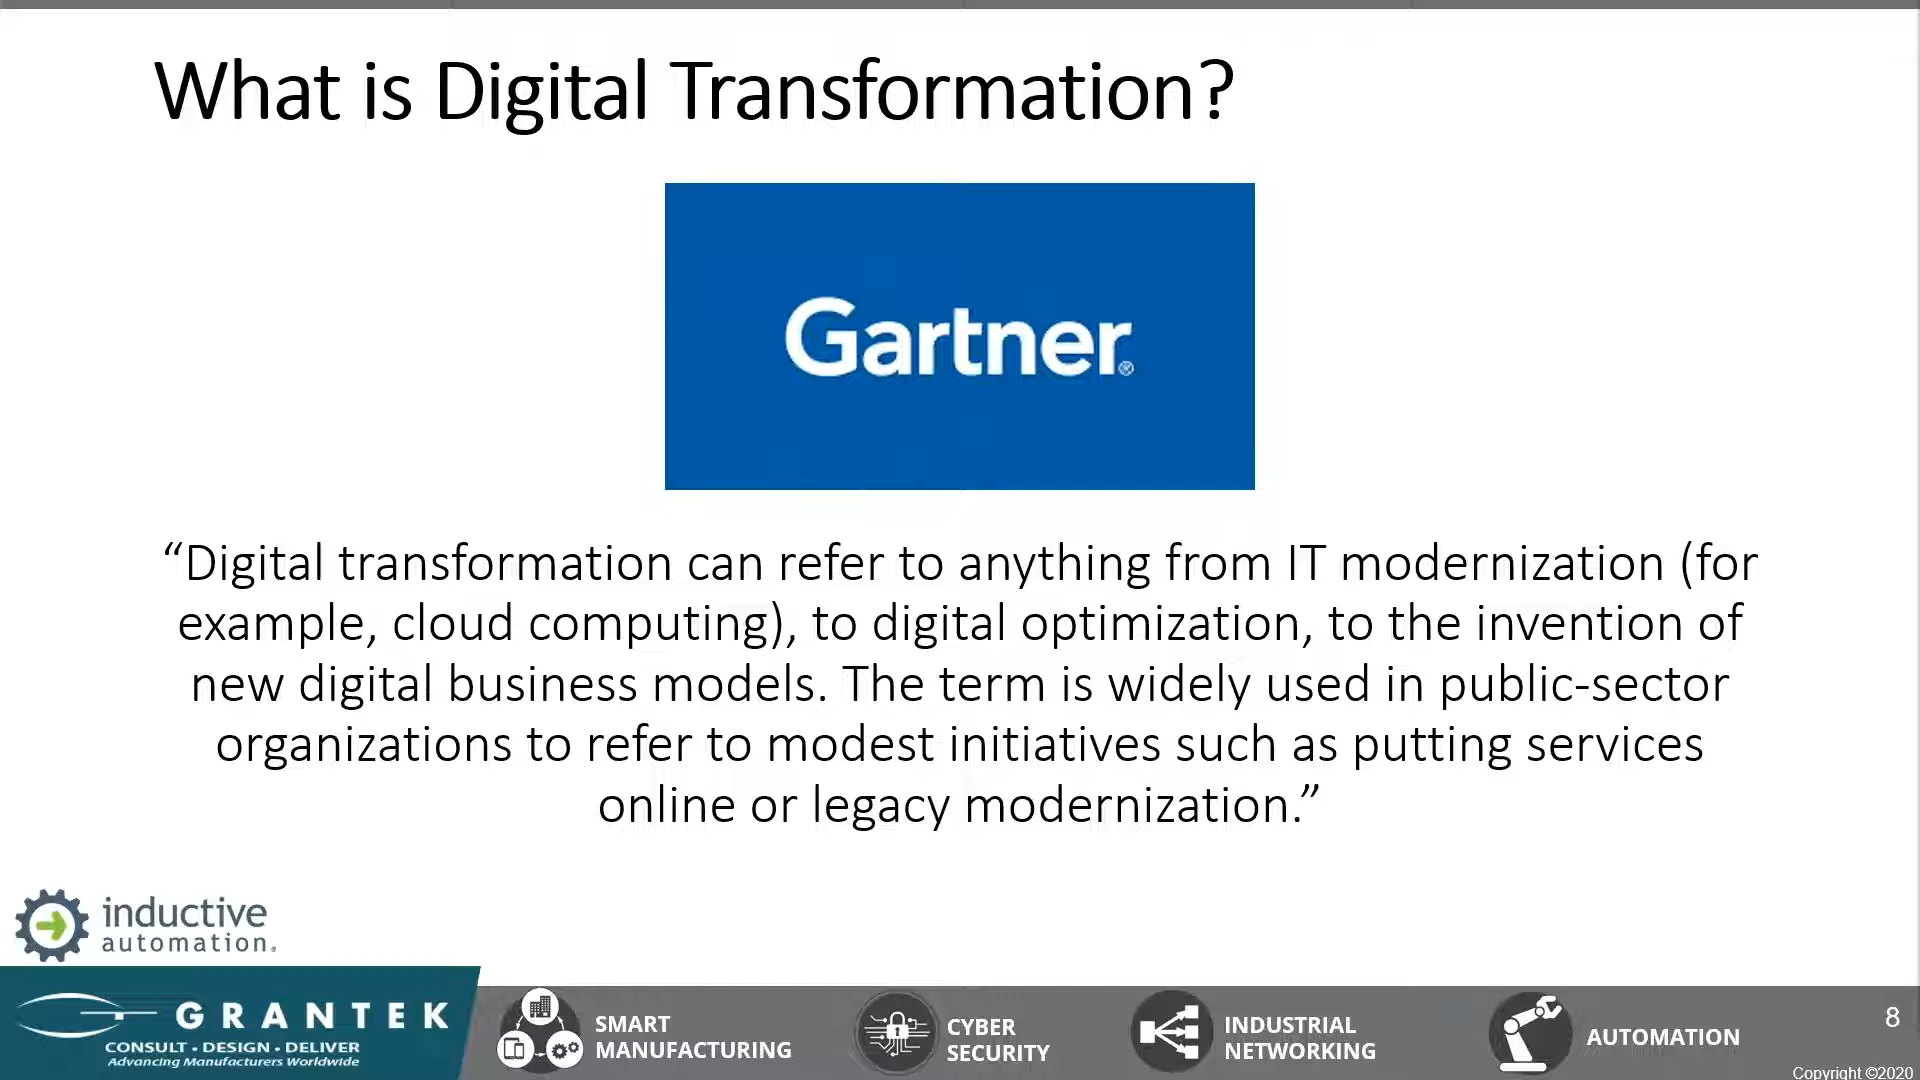 What is Digital Transformation?
Gartner®
“Digital transformation can refer to anything from IT modernization (for
example, cloud computing), to digital optimization, to the invention of
new digital business models. The term is widely used in public-sector
organizations to refer to modest initiatives such as putting services
online or legacy modernization.”
inductive
automation®
GRANTEK
CONSULT • DESIGN • DELIVER
Advancing Manufacturers Worldwide
SMART
MANUFACTURING
CYBER
SECURITY
INDUSTRIAL
NETWORKING
AUTOMATION
8
Copyright ©2020